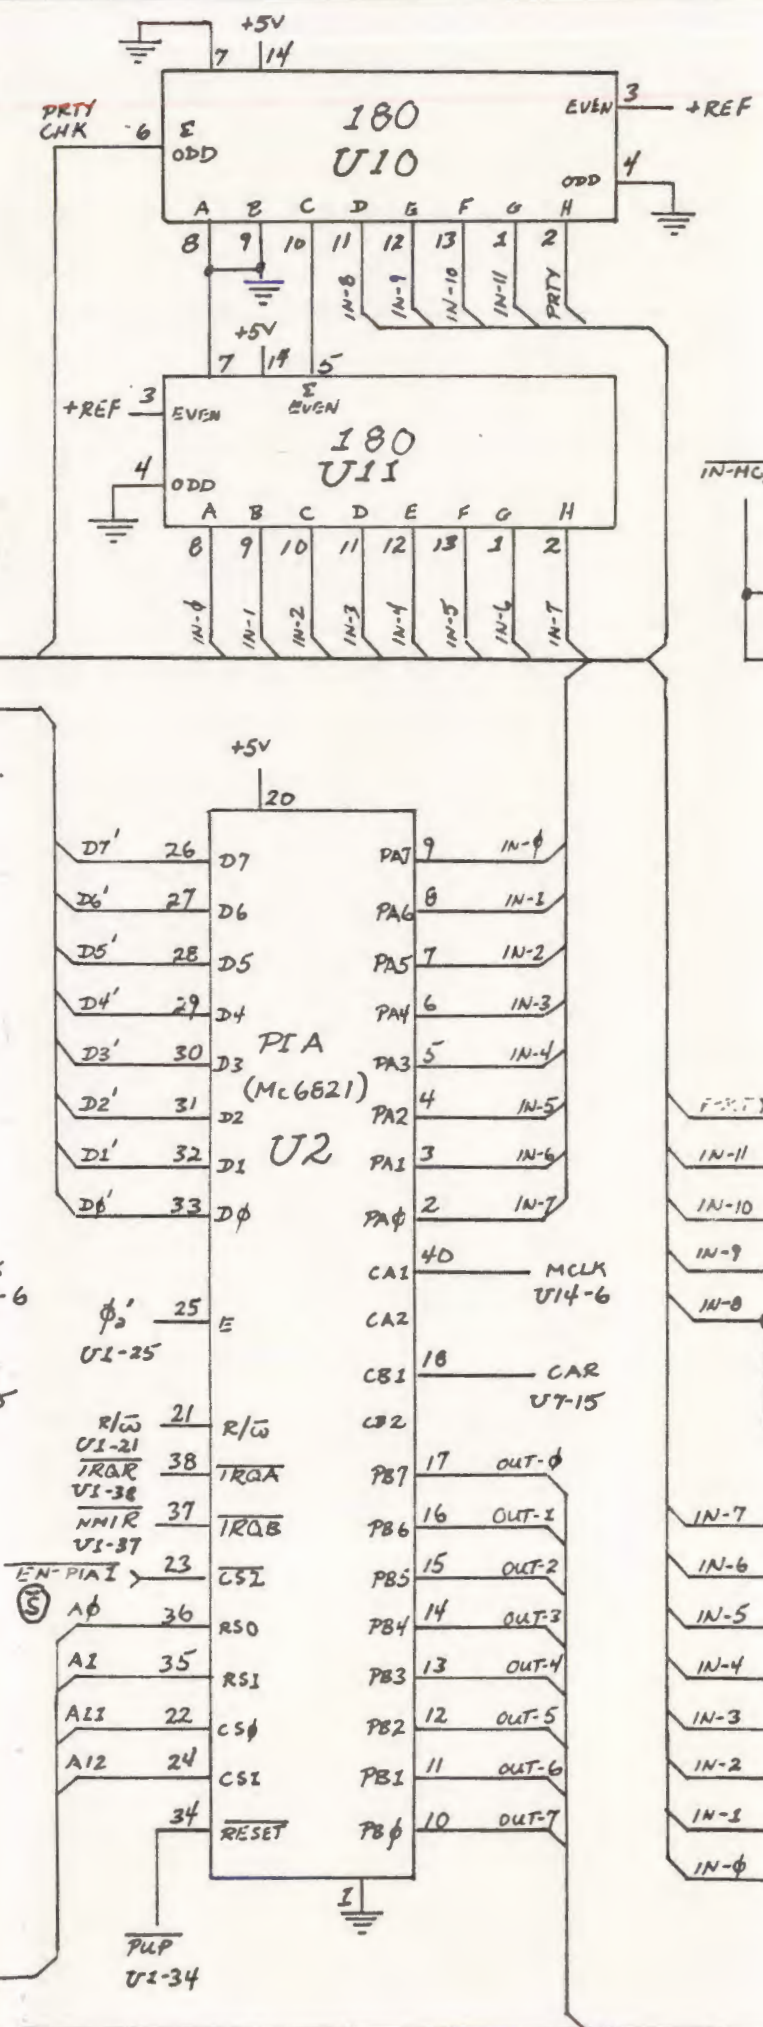 +5V
7 14
PRTY
CHK 6 Σ
ODD
180
U10
EVEN 3 +REF
ODD 4
A B C D E F G H
8 9 10 11 12 13 1 2
IN-8 IN-9 IN-10 IN-11 PRTY
+5V
7 14 5
Σ
EVEN
+REF 3 EVEN
180
U11
4 ODD
A B C D E F G H
8 9 10 11 12 13 1 2
IN-φ IN-1 IN-2 IN-3 IN-4 IN-5 IN-6 IN-7
+5V
20
D7' 26 D7 PA7 9 IN-φ
D6' 27 D6 PA6 8 IN-1
D5' 28 D5 PA5 7 IN-2
D4' 29 D4 PA4 6 IN-3
D3' 30 D3 PA3 5 IN-4
D2' 31 D2 PA2 4 IN-5
D1' 32 D1 PA1 3 IN-6
Dφ' 33 Dφ PAφ 2 IN-7
PIA
(MC6821)
U2
CA1 40 MCLK
U14-6
φ2' 25 E CA2
U1-25
CB1 18 CAR
U7-15
R/W̅ 21 R/W̅ CB2
U1-21
IRQR 38 IRQA PB7 17 OUT-φ
U1-38
NMIR 37 IRQB PB6 16 OUT-1
U1-37
EN-PIA1 23 CS2 PB5 15 OUT-2
S
Aφ 36 RS0 PB4 14 OUT-3
A1 35 RS1 PB3 13 OUT-4
A11 22 CSφ PB2 12 OUT-5
A12 24 CS1 PB1 11 OUT-6
34 RESET PBφ 10 OUT-7
1
PUP
U1-34
-6
IN-11
IN-10
IN-9
IN-8
IN-7
IN-6
IN-5
IN-4
IN-3
IN-2
IN-1
IN-φ